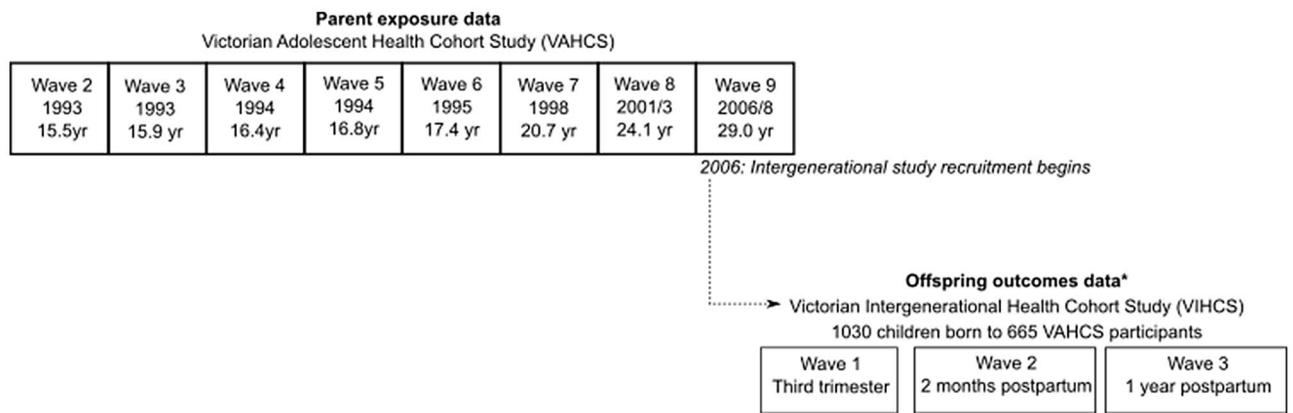 Parent exposure data
Victorian Adolescent Health Cohort Study (VAHCS)
Wave 2
1993
15.5yr
Wave 3
1993
15.9 yr
Wave 4
1994
16.4yr
Wave 5
1994
16.8yr
Wave 6
1995
17.4 yr
Wave 7
1998
20.7 yr
Wave 8
2001/3
24.1 yr
Wave 9
2006/8
29.0 yr
2006: Intergenerational study recruitment begins
Offspring outcomes data*
Victorian Intergenerational Health Cohort Study (VIHCS)
1030 children born to 665 VAHCS participants
Wave 1
Third trimester
Wave 2
2 months postpartum
Wave 3
1 year postpartum